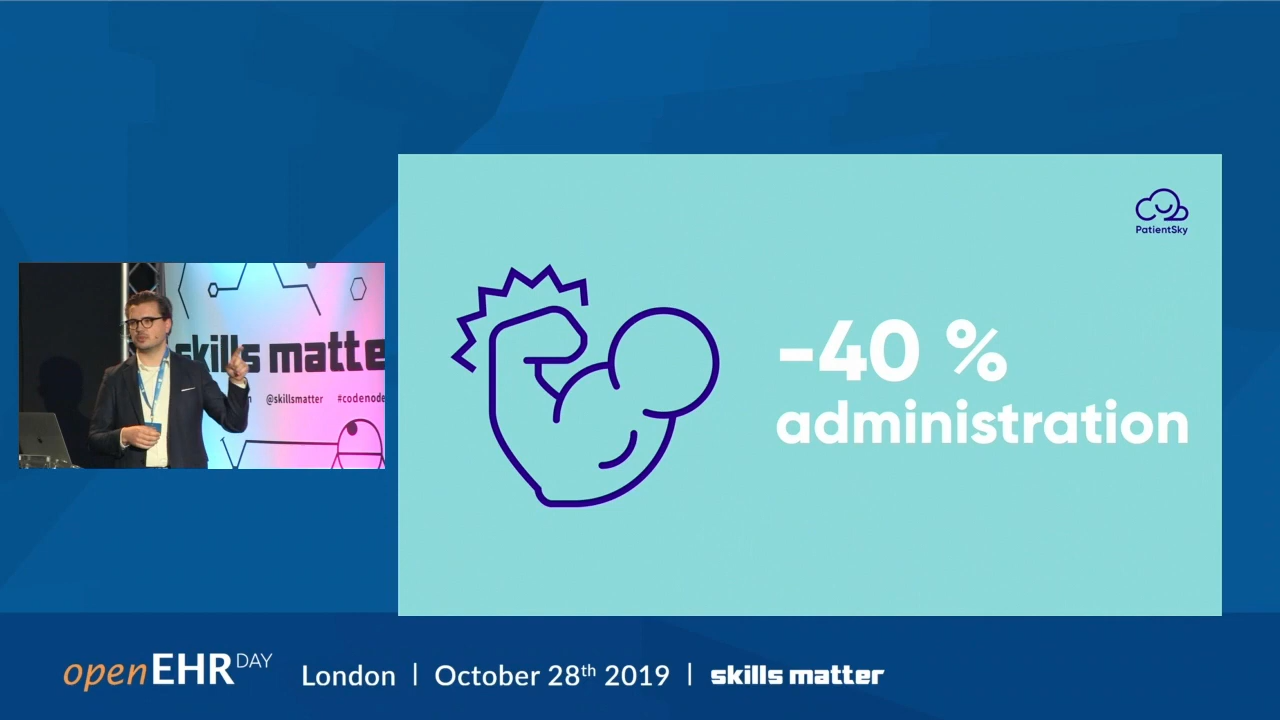 PatientSky
-40 %
administration
skills matte
@skillsmatter #codenode
openEHR DAY London | October 28th 2019 | skills matter